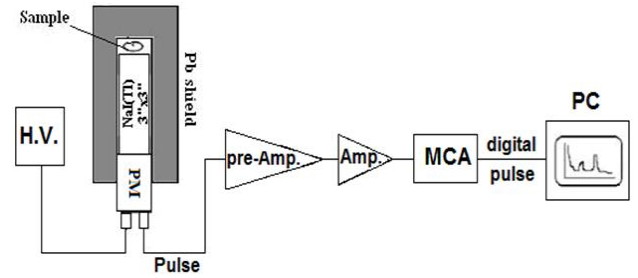 Sample
Pb shield
NaI(Tl)
3"x3"
PM
H.V.
Pulse
pre-Amp.
Amp.
MCA
digital
pulse
PC